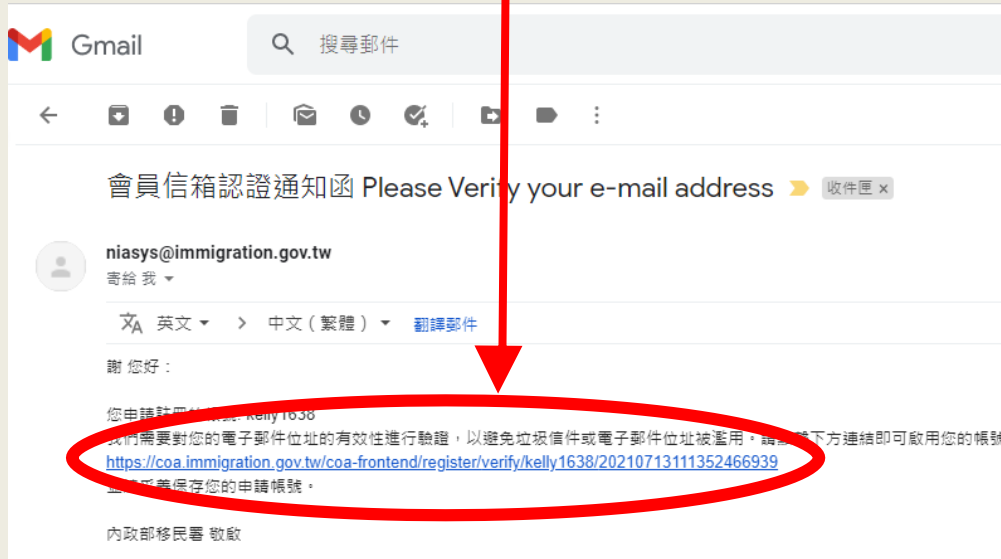 Gmail
搜尋郵件
會員信箱認證通知函 Please Verify your e-mail address
收件匣 x
niasys@immigration.gov.tw
寄給 我
英文 > 中文(繁體) 翻譯郵件
謝 您好:
您申請 kelly1638
我們需要對您的電子郵件位址的有效性進行驗證,以避免垃圾信件或電子郵件位址被濫用。請 下方連結即可啟用您的帳號
https://coa.immigration.gov.tw/coa-frontend/register/verify/kelly1638/20210713111352466939
妥善保存您的申請帳號。
內政部移民署 敬啟